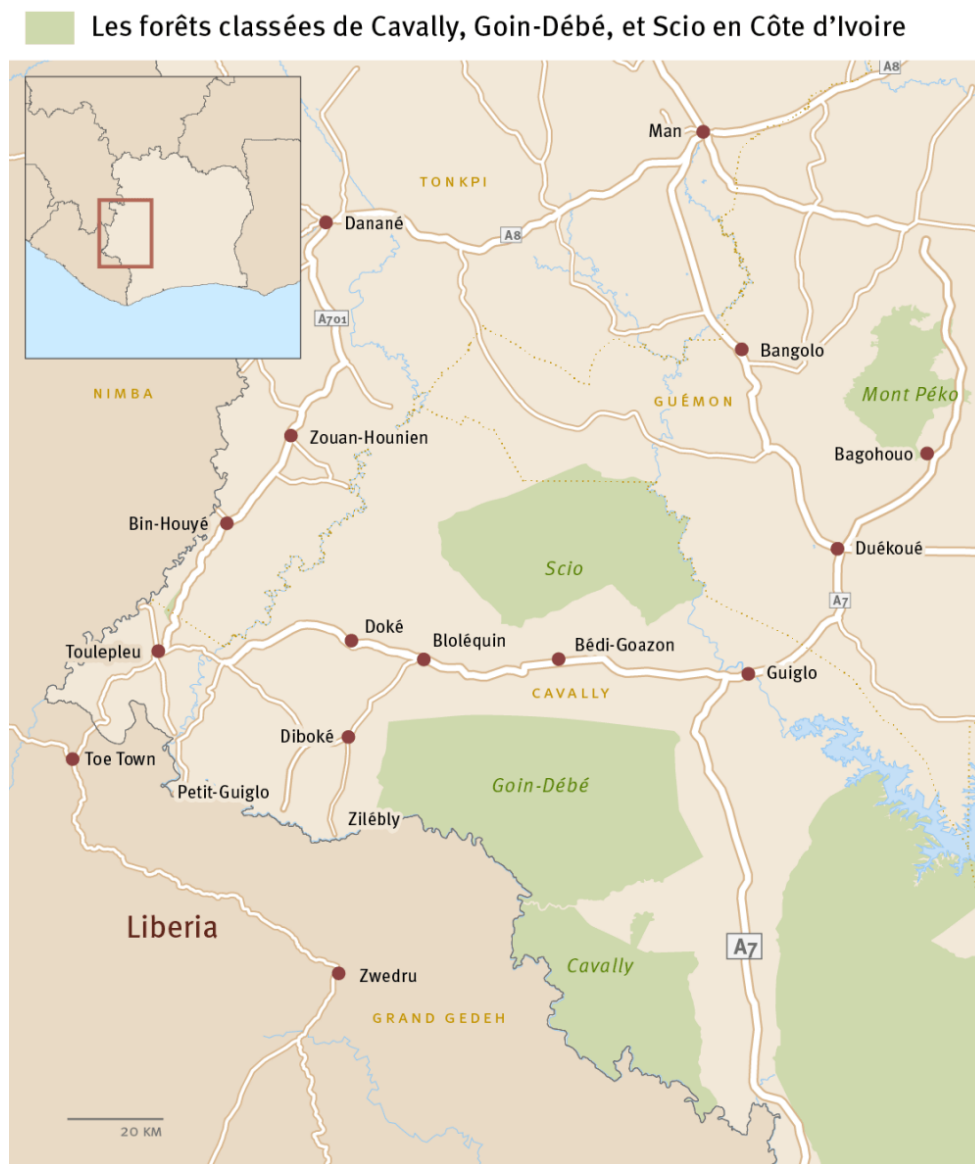 Les forêts classées de Cavally, Goin-Débé, et Scio en Côte d'Ivoire
A8
Man
TONKPI
Danané
A8
A701
Bangolo
NIMBA
GUÉMON
Mont Péko
Zouan-Hounien
Bagohouo
Bin-Houyé
Duékoué
Scio
A7
Doké
Toulepleu
Bloléquin
Bédi-Goazon
Guiglo
CAVALLY
Diboké
Toe Town
Goin-Débé
Petit-Guiglo
Zilébly
Liberia
A7
Cavally
Zwedru
GRAND GEDEH
20 KM